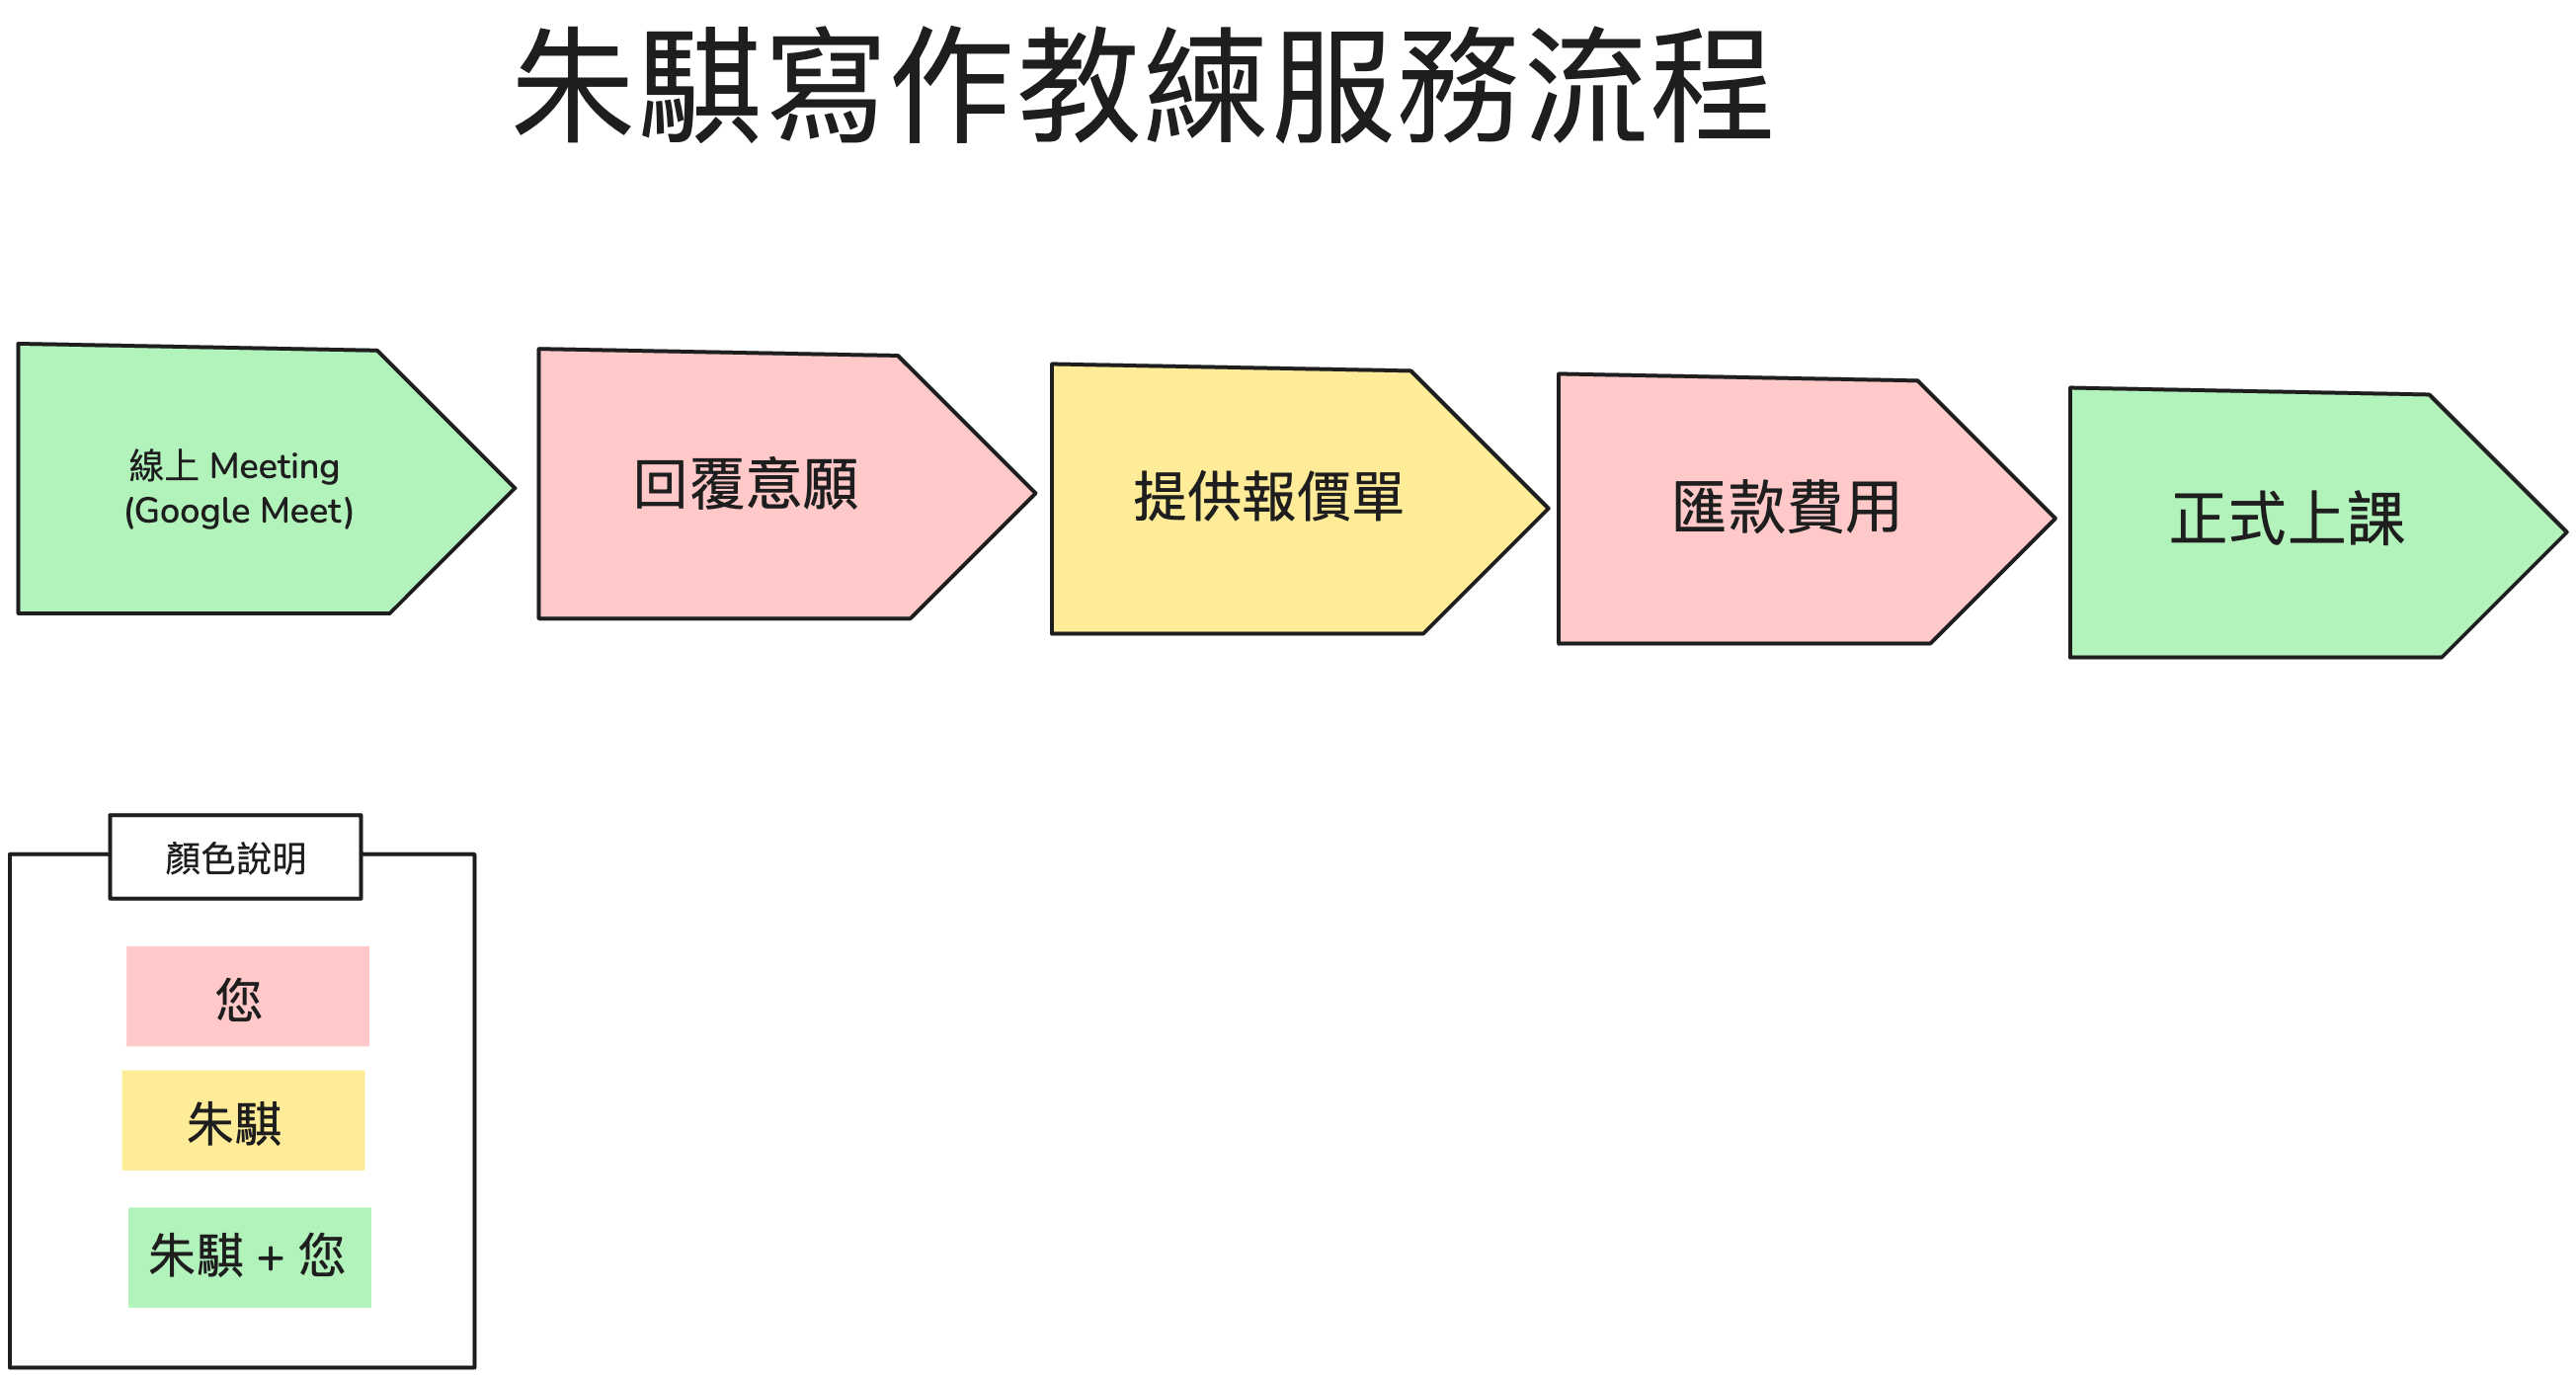 朱騏寫作教練服務流程
線上 Meeting
(Google Meet)
回覆意願
提供報價單
匯款費用
正式上課
顏色說明
您
朱騏
朱騏 + 您